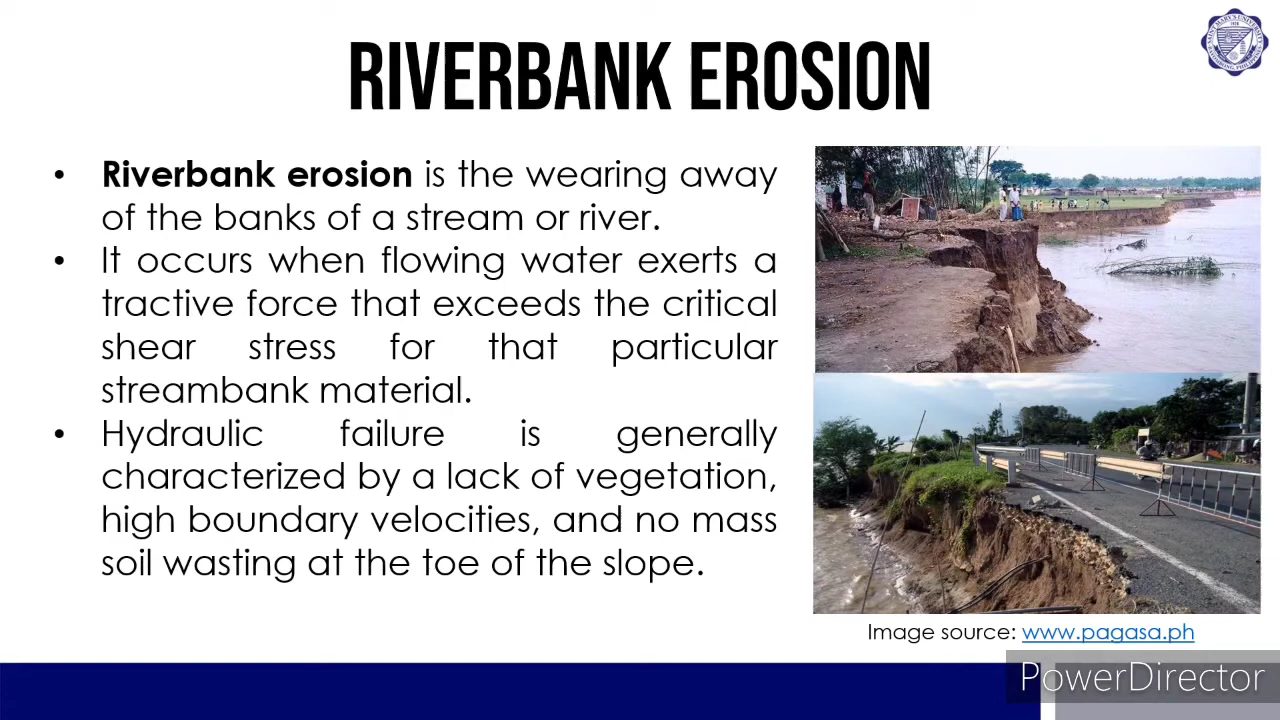 RIVERBANK EROSION
• Riverbank erosion is the wearing away
of the banks of a stream or river.
• It occurs when flowing water exerts a
tractive force that exceeds the critical
shear stress for that particular
streambank material.
• Hydraulic failure is generally
characterized by a lack of vegetation,
high boundary velocities, and no mass
soil wasting at the toe of the slope.
Image source: www.pagasa.ph
PowerDirector